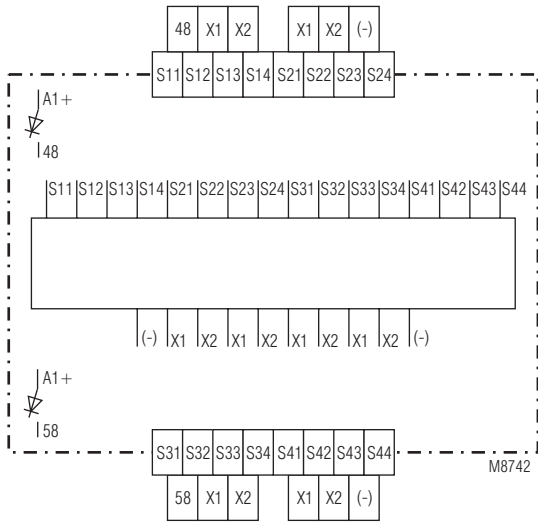 48 X1 X2 X1 X2 (-)
S11 S12 S13 S14 S21 S22 S23 S24
A1+
48
S11 S12 S13 S14 S21 S22 S23 S24 S31 S32 S33 S34 S41 S42 S43 S44
(-) X1 X2 X1 X2 X1 X2 X1 X2 (-)
A1+
58
S31 S32 S33 S34 S41 S42 S43 S44
M8742
58 X1 X2 X1 X2 (-)